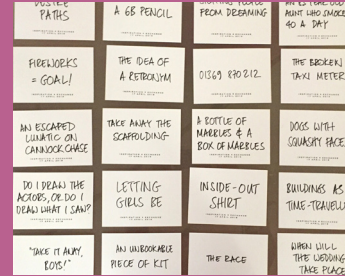 DESIRE
PATHS
A 6B PENCIL
PEOPLE
FROM DREAMING
AUNT WHO SMOKED
40 A DAY
FIREWORKS
= GOAL!
THE IDEA OF
A RETRONYM
01369 870212
THE BROKEN
TAXI METER
AN ESCAPED
LUNATIC ON
CANNOCK CHASE
TAKE AWAY THE
SCAFFOLDING
A BOTTLE OF
MARBLES & A
BOX OF MARBLES
DOGS WITH
SQUASHY FACES
DO I DRAW THE
ACTORS, OR DO I
DRAW WHAT I SAW?
LETTING
GIRLS BE
INSIDE-OUT
SHIRT
BUILDINGS AS
TIME-TRAVELL
"TAKE IT AWAY,
BOYS!"
AN UNBOOKABLE
PIECE OF KIT
THE RACE
WHEN WILL
THE WEDDING
TAKE PLACE